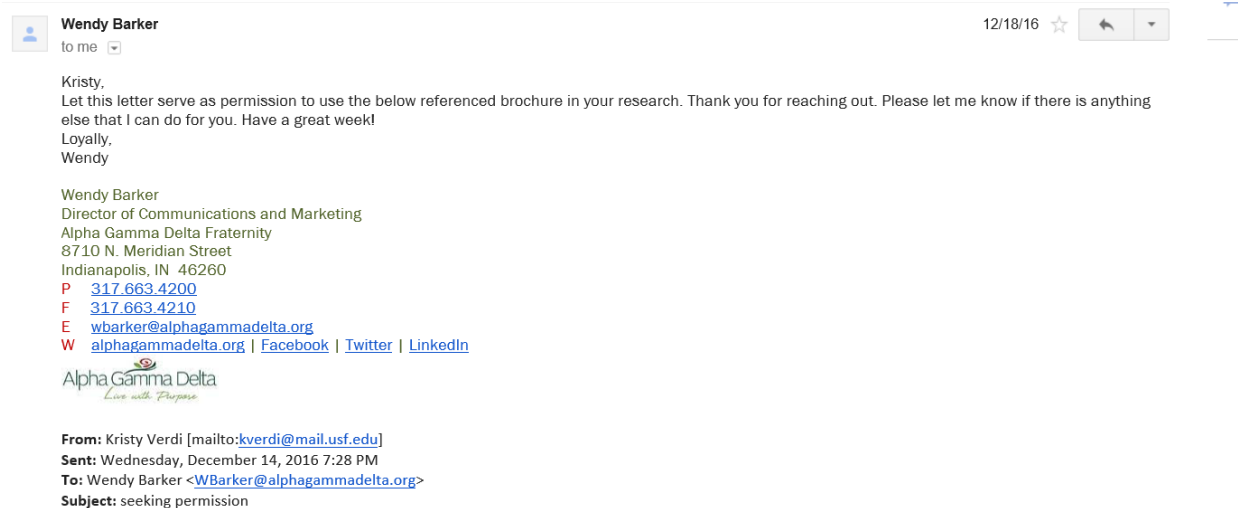 Wendy Barker
12/18/16
to me
Kristy,
Let this letter serve as permission to use the below referenced brochure in your research. Thank you for reaching out. Please let me know if there is anything
else that I can do for you. Have a great week!
Loyally,
Wendy
Wendy Barker
Director of Communications and Marketing
Alpha Gamma Delta Fraternity
8710 N. Meridian Street
Indianapolis, IN 46260
P 317.663.4200
F 317.663.4210
E wbarker@alphagammadelta.org
W alphagammadelta.org | Facebook | Twitter | LinkedIn
Alpha Gamma Delta
Live with Purpose
From: Kristy Verdi [mailto:kverdi@mail.usf.edu]
Sent: Wednesday, December 14, 2016 7:28 PM
To: Wendy Barker <WBarker@alphagammadelta.org>
Subject: seeking permission